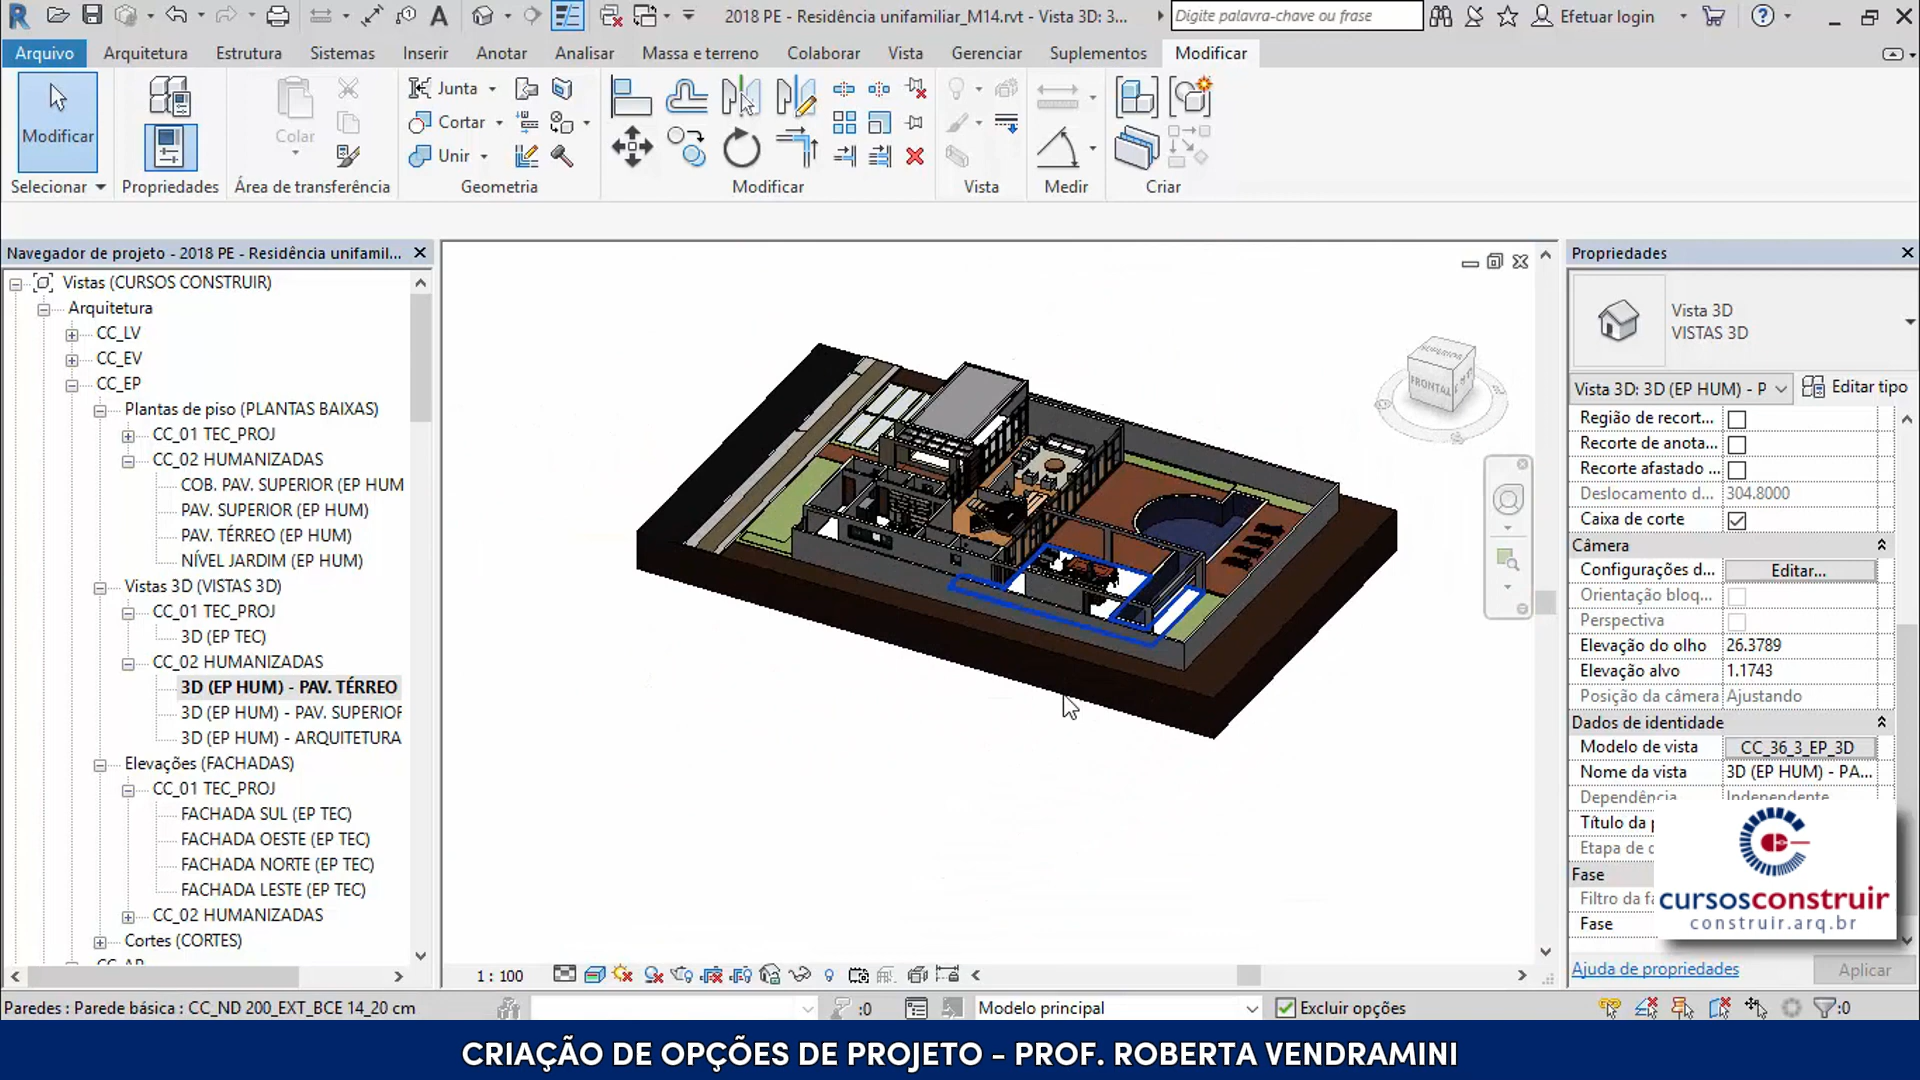 2018 PE - Residência unifamiliar_M14.rvt - Vista 3D: 3...
Digite palavra-chave ou frase
Efetuar login
Arquivo
Arquitetura
Estrutura
Sistemas
Inserir
Anotar
Analisar
Massa e terreno
Colaborar
Vista
Gerenciar
Suplementos
Modificar
Modificar
Colar
Junta
Cortar
Unir
Selecionar
Propriedades
Área de transferência
Geometria
Modificar
Vista
Medir
Criar
Navegador de projeto - 2018 PE - Residência unifamil...
Vistas (CURSOS CONSTRUIR)
Arquitetura
CC_LV
CC_EV
CC_EP
Plantas de piso (PLANTAS BAIXAS)
CC_01 TEC_PROJ
CC_02 HUMANIZADAS
COB. PAV. SUPERIOR (EP HUM
PAV. SUPERIOR (EP HUM)
PAV. TÉRREO (EP HUM)
NÍVEL JARDIM (EP HUM)
Vistas 3D (VISTAS 3D)
CC_01 TEC_PROJ
3D (EP TEC)
CC_02 HUMANIZADAS
3D (EP HUM) - PAV. TÉRREO
3D (EP HUM) - PAV. SUPERIOR
3D (EP HUM) - ARQUITETURA
Elevações (FACHADAS)
CC_01 TEC_PROJ
FACHADA SUL (EP TEC)
FACHADA OESTE (EP TEC)
FACHADA NORTE (EP TEC)
FACHADA LESTE (EP TEC)
CC_02 HUMANIZADAS
Cortes (CORTES)
SUPERIOR
FRONTAL
1 : 100
Propriedades
Vista 3D
VISTAS 3D
Vista 3D: 3D (EP HUM) - P
Editar tipo
Região de recort...
Recorte de anota...
Recorte afastado ...
Deslocamento d... 304.8000
Caixa de corte
Câmera
Configurações d... Editar...
Orientação bloq...
Perspectiva
Elevação do olho 26.3789
Elevação alvo 1.1743
Posição da câmera Ajustando
Dados de identidade
Modelo de vista CC_36_3_EP_3D
Nome da vista 3D (EP HUM) - PA...
Dependência Independente
Título da p
Etapa de c
Fase
Filtro da fa
Fase
cursosconstruir
construir.arq.br
Ajuda de propriedades
Aplicar
Paredes : Parede básica : CC_ND 200_EXT_BCE 14_20 cm
:0
Modelo principal
Excluir opções
:0
CRIAÇÃO DE OPÇÕES DE PROJETO - PROF. ROBERTA VENDRAMINI